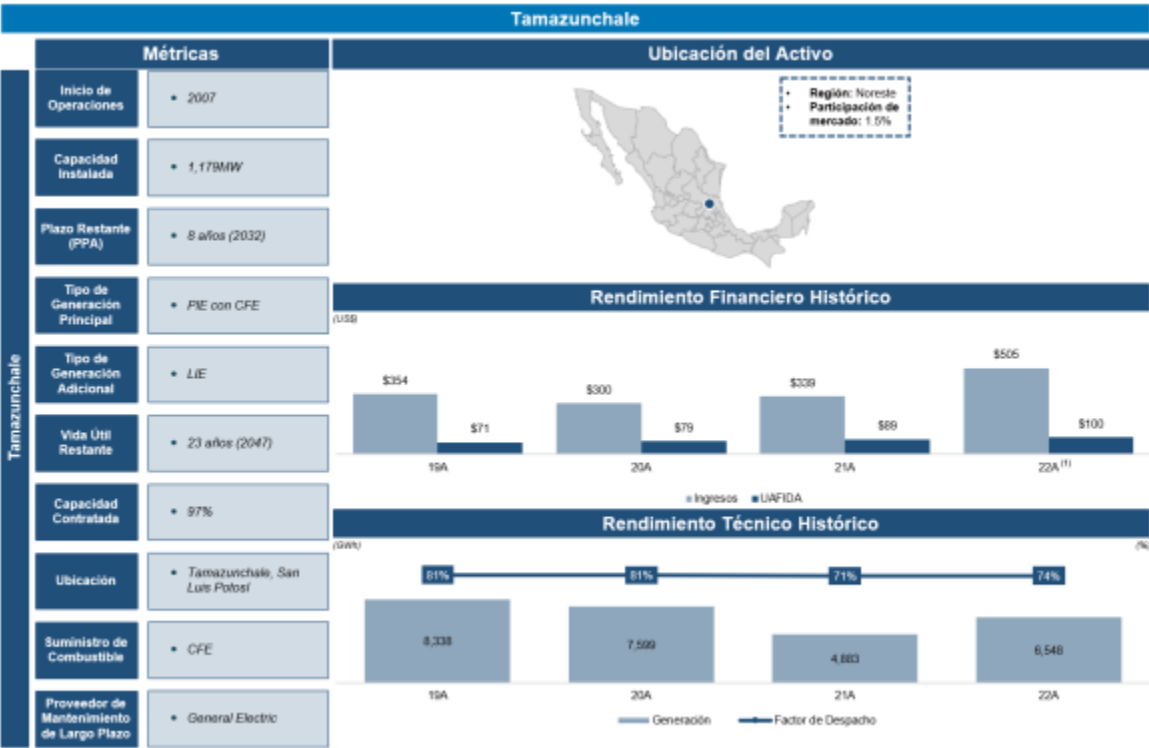 Tamazunchale
Métricas
Tamazunchale
Inicio de
Operaciones
• 2007
Capacidad
Instalada
• 1,179MW
Plazo Restante
(PPA)
• 8 años (2032)
Tipo de
Generación
Principal
• PIE con CFE
Tipo de
Generación
Adicional
• LIE
Vida Útil
Restante
• 23 años (2047)
Capacidad
Contratada
• 97%
Ubicación
• Tamazunchale, San
Luis Potosí
Suministro de
Combustible
• CFE
Proveedor de
Mantenimiento
de Largo Plazo
• General Electric
Ubicación del Activo
• Región: Noreste
• Participación de
mercado: 1.5%
Rendimiento Financiero Histórico
(US$)
$354
$71
$300
$79
$339
$89
$505
$100
19A
20A
21A
22A (1)
Ingresos
UAFIDA
Rendimiento Técnico Histórico
(GWh)
(%)
81%
81%
71%
74%
8,338
7,599
4,883
6,548
19A
20A
21A
22A
Generación
Factor de Despacho